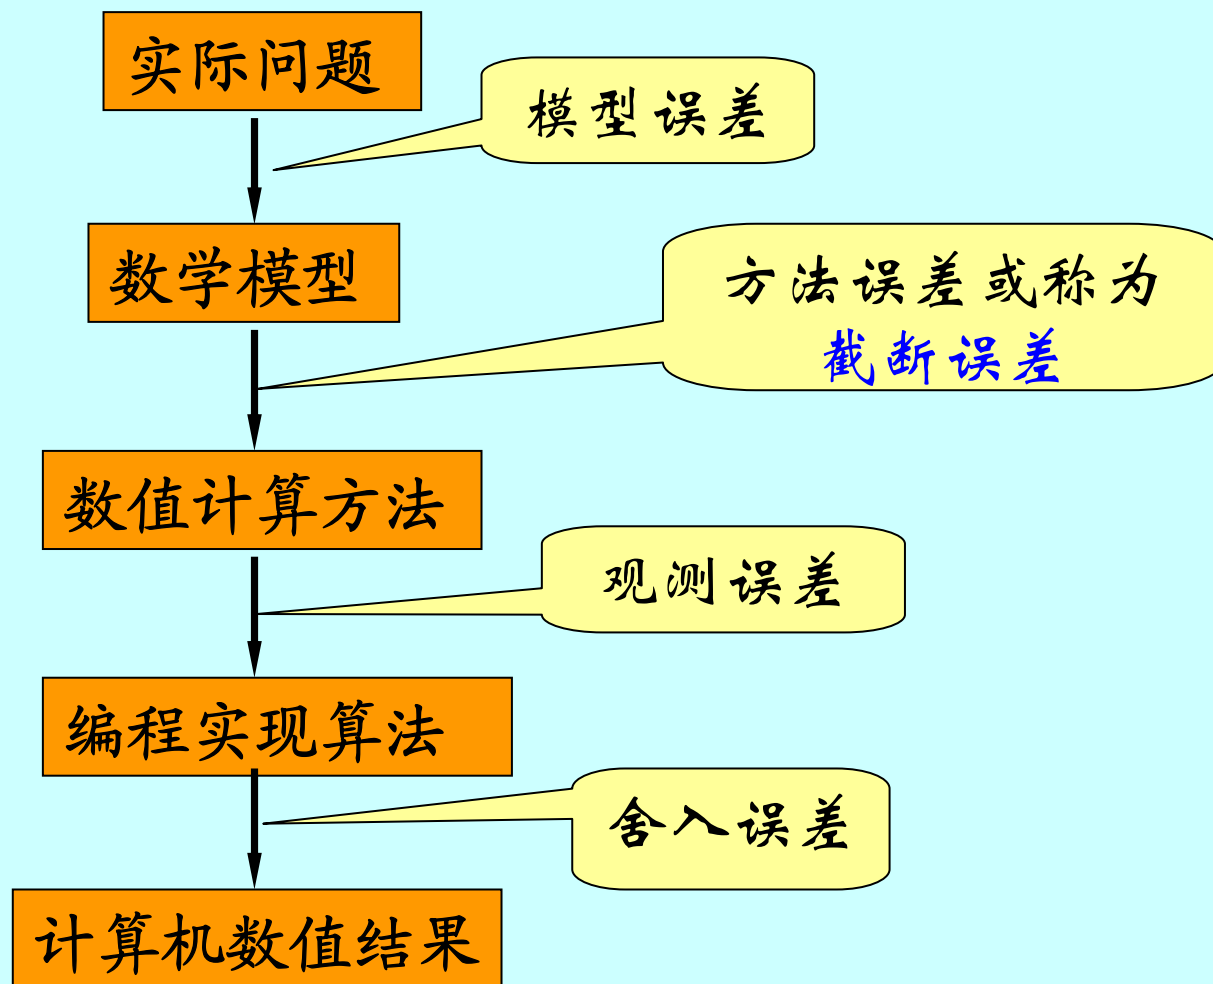 实际问题
模型误差
数学模型
方法误差或称为
截断误差
数值计算方法
观测误差
编程实现算法
舍入误差
计算机数值结果